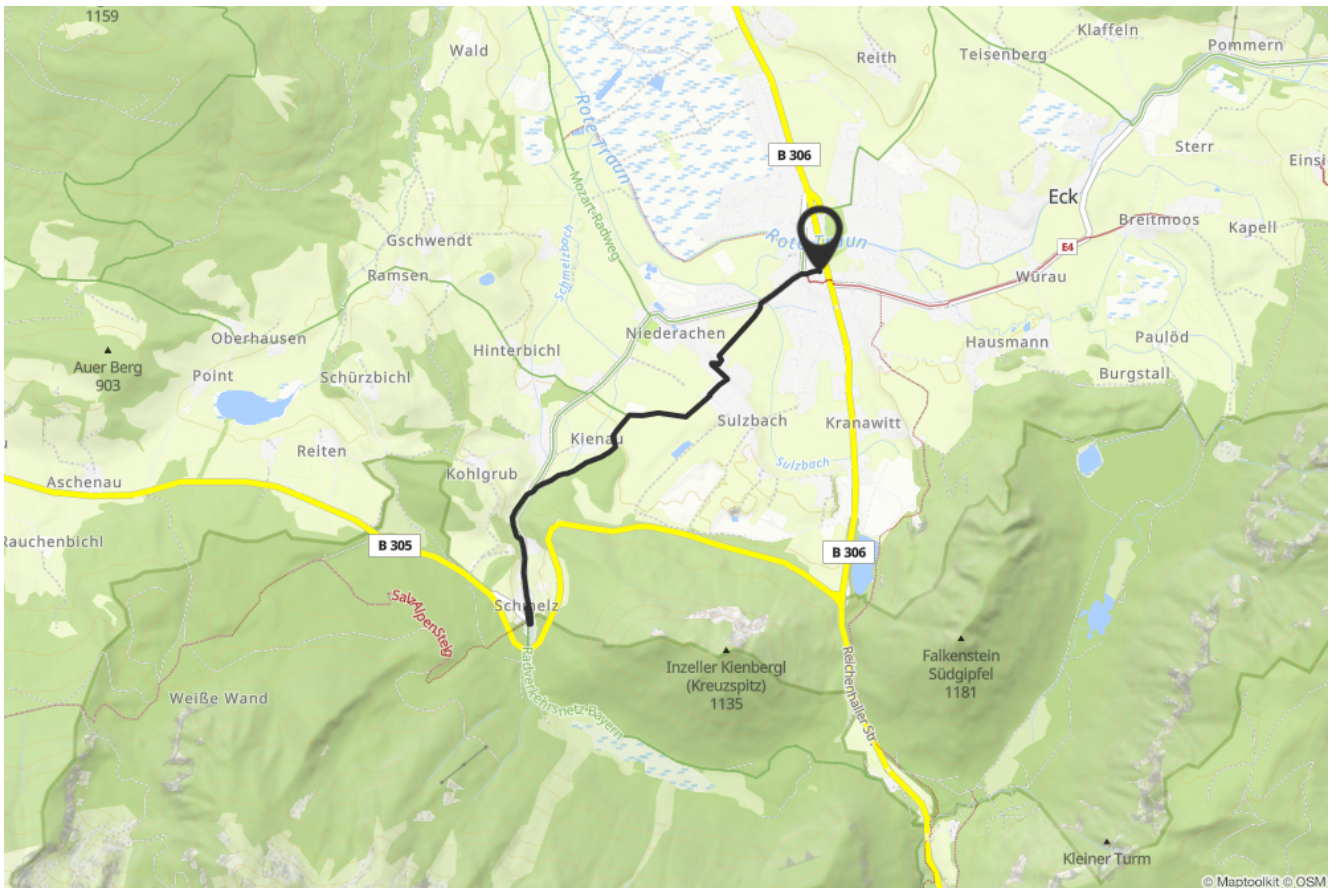 1159
Wald
Klaffeln
Reith
Teisenberg
Pommern
Rote Traun
B 306
Sterr
Einsi
Mozart-Radweg
Eck
Breitmoos
Kapell
Gschwendt
Schmelzbach
Rote Traun
E4
Ramsen
Würau
Oberhausen
Niederachen
Hausmann
Paulöd
Hinterbichl
Auer Berg
903
Point
Schürzbichl
Burgstall
Sulzbach
Kranawitt
Kienau
Reiten
Sulzbach
Aschenau
Kohlgrub
Rauchenbichl
B 305
B 306
Schmelz
SalzAlpenSteig
Inzeller Kienbergl
(Kreuzspitz)
1135
Falkenstein
Südgipfel
1181
Weiße Wand
Radverkehrsnetz Bayern
Reichenhaller Str.
Kleiner Turm
© Maptoolkit © OSM